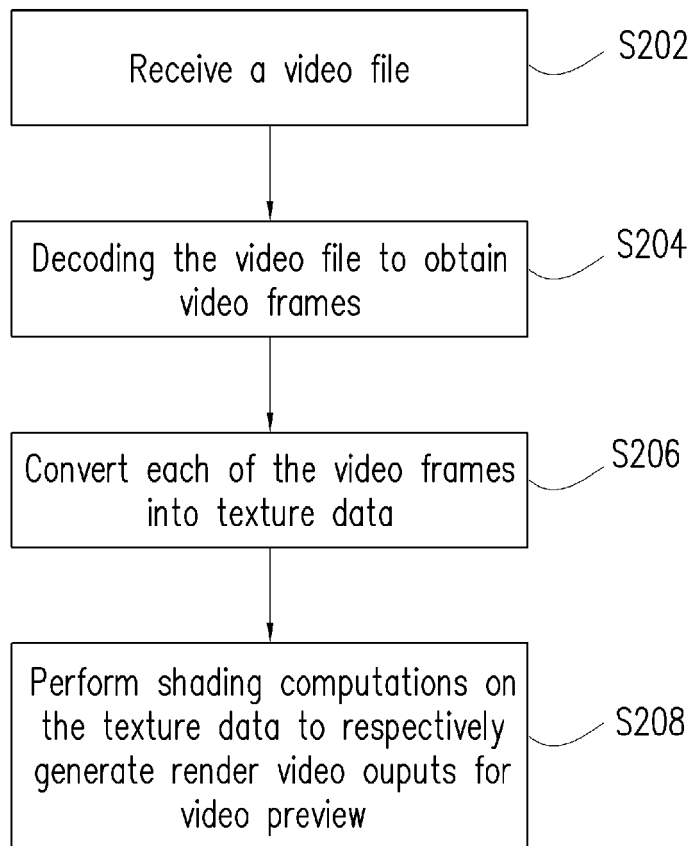 Receive a video file
S202
Decoding the video file to obtain
video frames
S204
Convert each of the video frames
into texture data
S206
Perform shading computations on
the texture data to respectively
generate render video ouputs for
video preview
S208